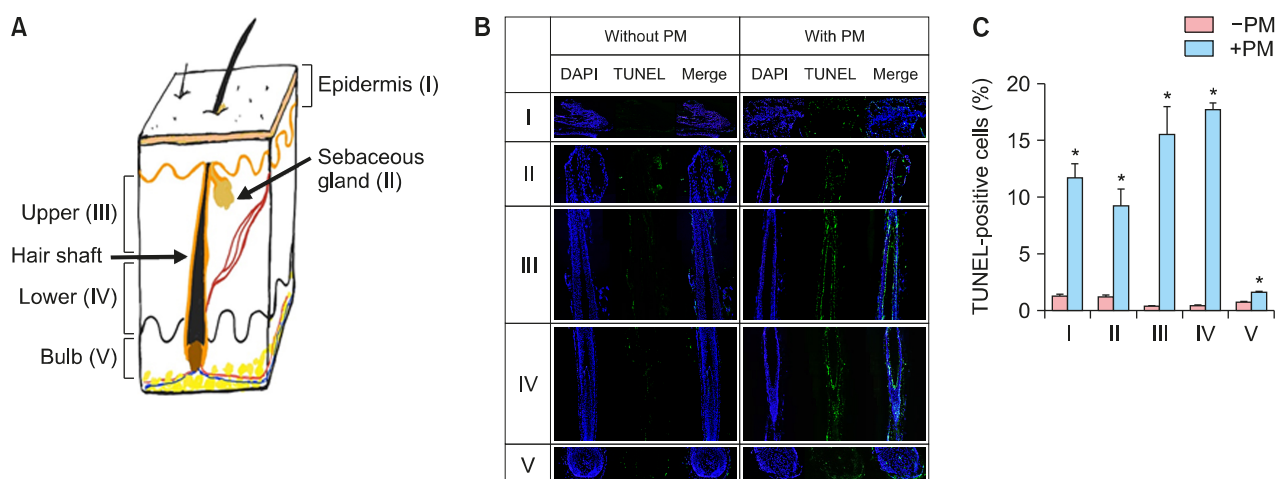 A
Epidermis (I)
Sebaceous
gland (II)
Upper (III)
Hair shaft
Lower (IV)
Bulb (V)
B
Without PM
With PM
DAPI TUNEL Merge
DAPI TUNEL Merge
I
II
III
IV
V
C
−PM
+PM
TUNEL-positive cells (%)
20
15
10
5
0
* * * * *
I II III IV V